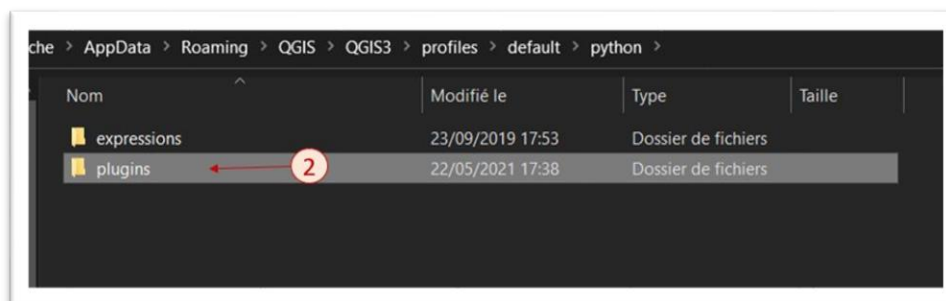 che > AppData > Roaming > QGIS > QGIS3 > profiles > default > python >
Nom Modifié le Type Taille
expressions 23/09/2019 17:53 Dossier de fichiers
plugins 2 22/05/2021 17:38 Dossier de fichiers